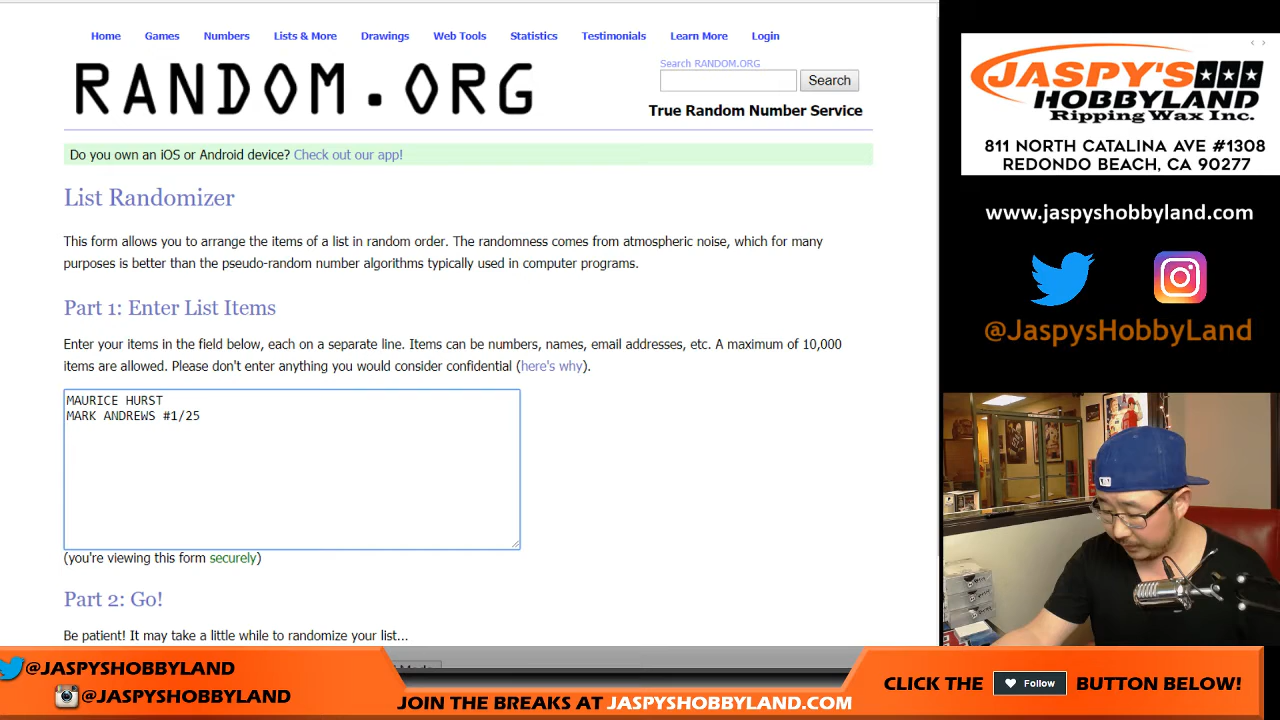 Home Games Numbers Lists & More Drawings Web Tools Statistics Testimonials Learn More Login
RANDOM.ORG
Search RANDOM.ORG
Search
True Random Number Service
Do you own an iOS or Android device? Check out our app!
List Randomizer
This form allows you to arrange the items of a list in random order. The randomness comes from atmospheric noise, which for many
purposes is better than the pseudo-random number algorithms typically used in computer programs.
Part 1: Enter List Items
Enter your items in the field below, each on a separate line. Items can be numbers, names, email addresses, etc. A maximum of 10,000
items are allowed. Please don't enter anything you would consider confidential (here's why).
MAURICE HURST
MARK ANDREWS #1/25
(you're viewing this form securely)
Part 2: Go!
Be patient! It may take a little while to randomize your list...
JASPY'S
HOBBYLAND
Ripping Wax Inc.
811 NORTH CATALINA AVE #1308
REDONDO BEACH, CA 90277
www.jaspyshobbyland.com
@JaspysHobbyLand
@JASPYSHOBBYLAND
@JASPYSHOBBYLAND
JOIN THE BREAKS AT JASPYSHOBBYLAND.COM
CLICK THE Follow BUTTON BELOW!